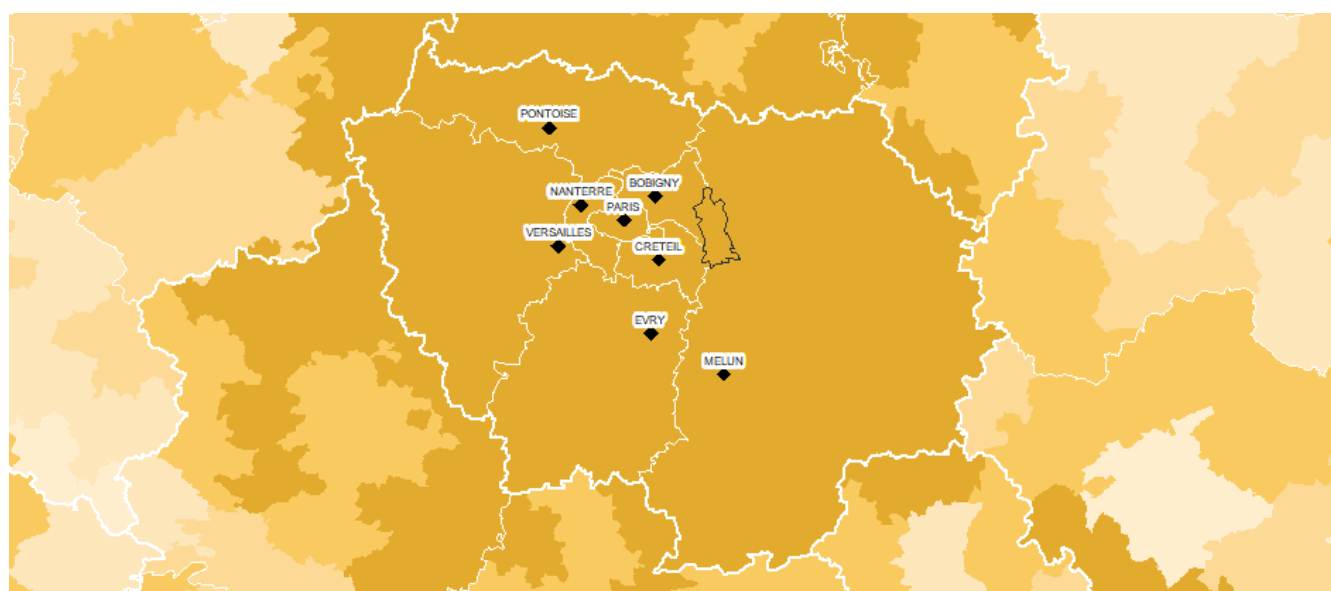 PONTOISE
BOBIGNY
NANTERRE
PARIS
VERSAILLES
CRETEIL
EVRY
MELUN